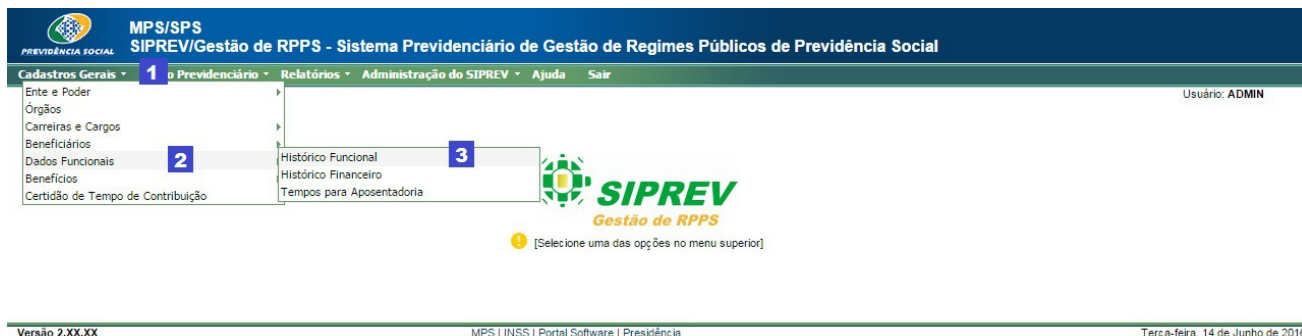 PREVIDÊNCIA SOCIAL
MPS/SPS
SIPREV/Gestão de RPPS - Sistema Previdenciário de Gestão de Regimes Públicos de Previdência Social
Cadastros Gerais 1 o Previdenciário Relatórios Administração do SIPREV Ajuda Sair
Usuário: ADMIN
Ente e Poder
Órgãos
Carreiras e Cargos
Beneficiários
Dados Funcionais 2
Benefícios
Certidão de Tempo de Contribuição
Histórico Funcional 3
Histórico Financeiro
Tempos para Aposentadoria
SIPREV
Gestão de RPPS
[Selecione uma das opções no menu superior]
Versão 2.XX.XX MPS | INSS | Portal Software | Presidência Terça-feira, 14 de Junho de 2016